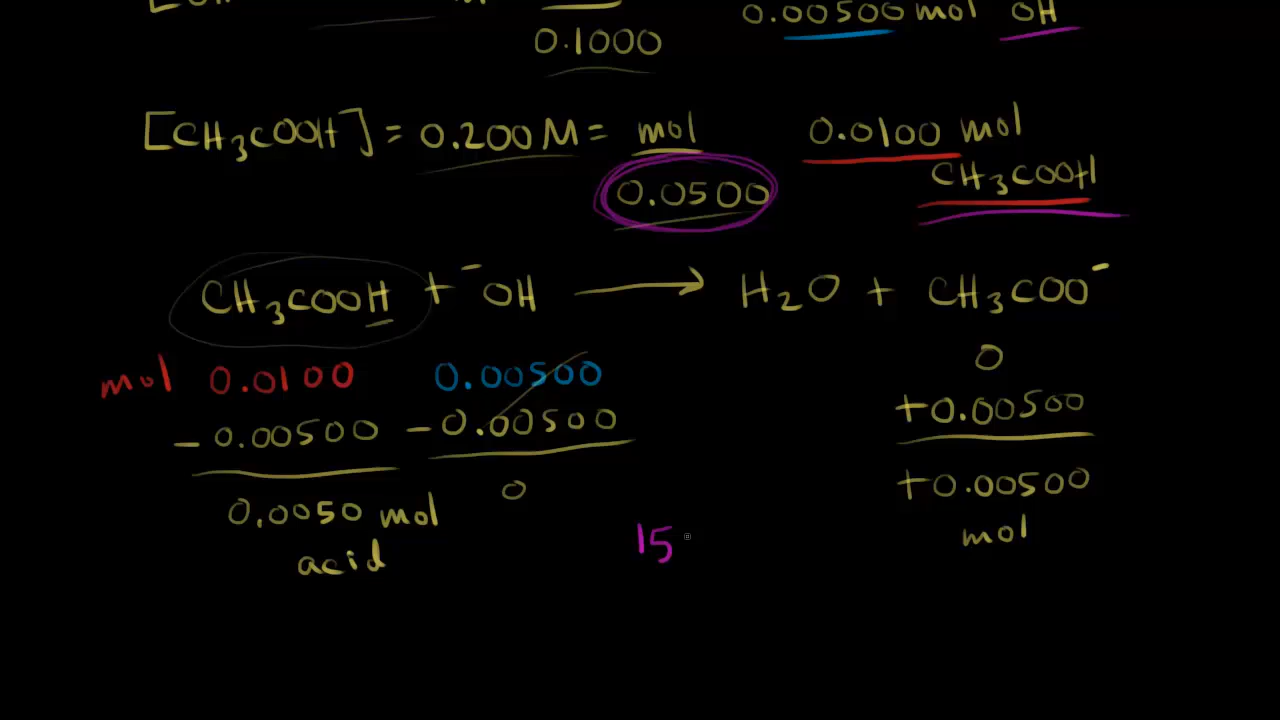 0.00500 mol OH
0.1000
[CH₃COOH] = 0.200 M = mol 0.0100 mol
0.0500 CH₃COOH
CH₃COOH + ⁻OH → H₂O + CH₃COO⁻
0
mol 0.0100 0.00500
+0.00500
- 0.00500 - 0.00500
+0.00500
0.0050 mol 0
mol
acid
15